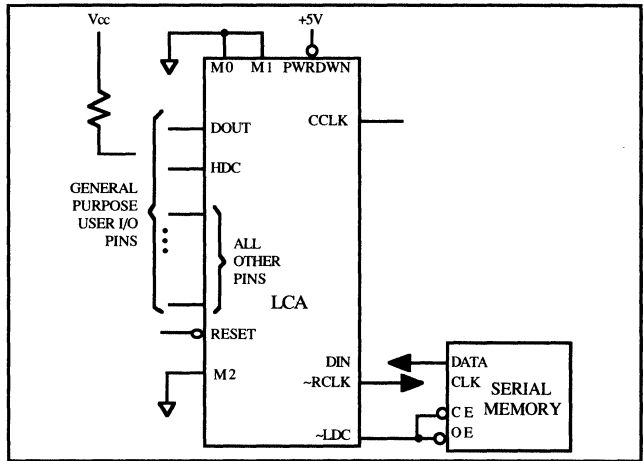 Vcc
+5V
M0 M1 PWRDWN
DOUT
CCLK
HDC
GENERAL
PURPOSE
USER I/O
PINS
ALL
OTHER
PINS
LCA
RESET
M2
DIN
~RCLK
~LDC
DATA
CLK
SERIAL
MEMORY
CE
OE